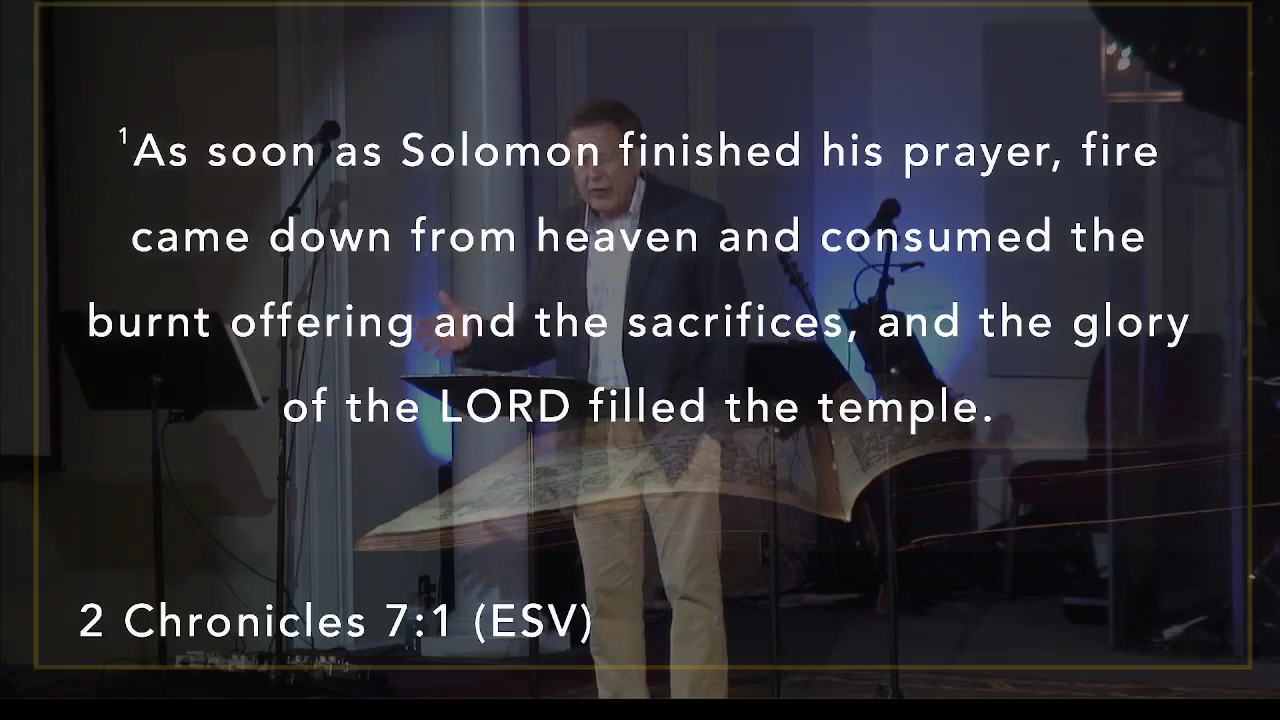 ¹As soon as Solomon finished his prayer, fire
came down from heaven and consumed the
burnt offering and the sacrifices, and the glory
of the LORD filled the temple.
2 Chronicles 7:1 (ESV)